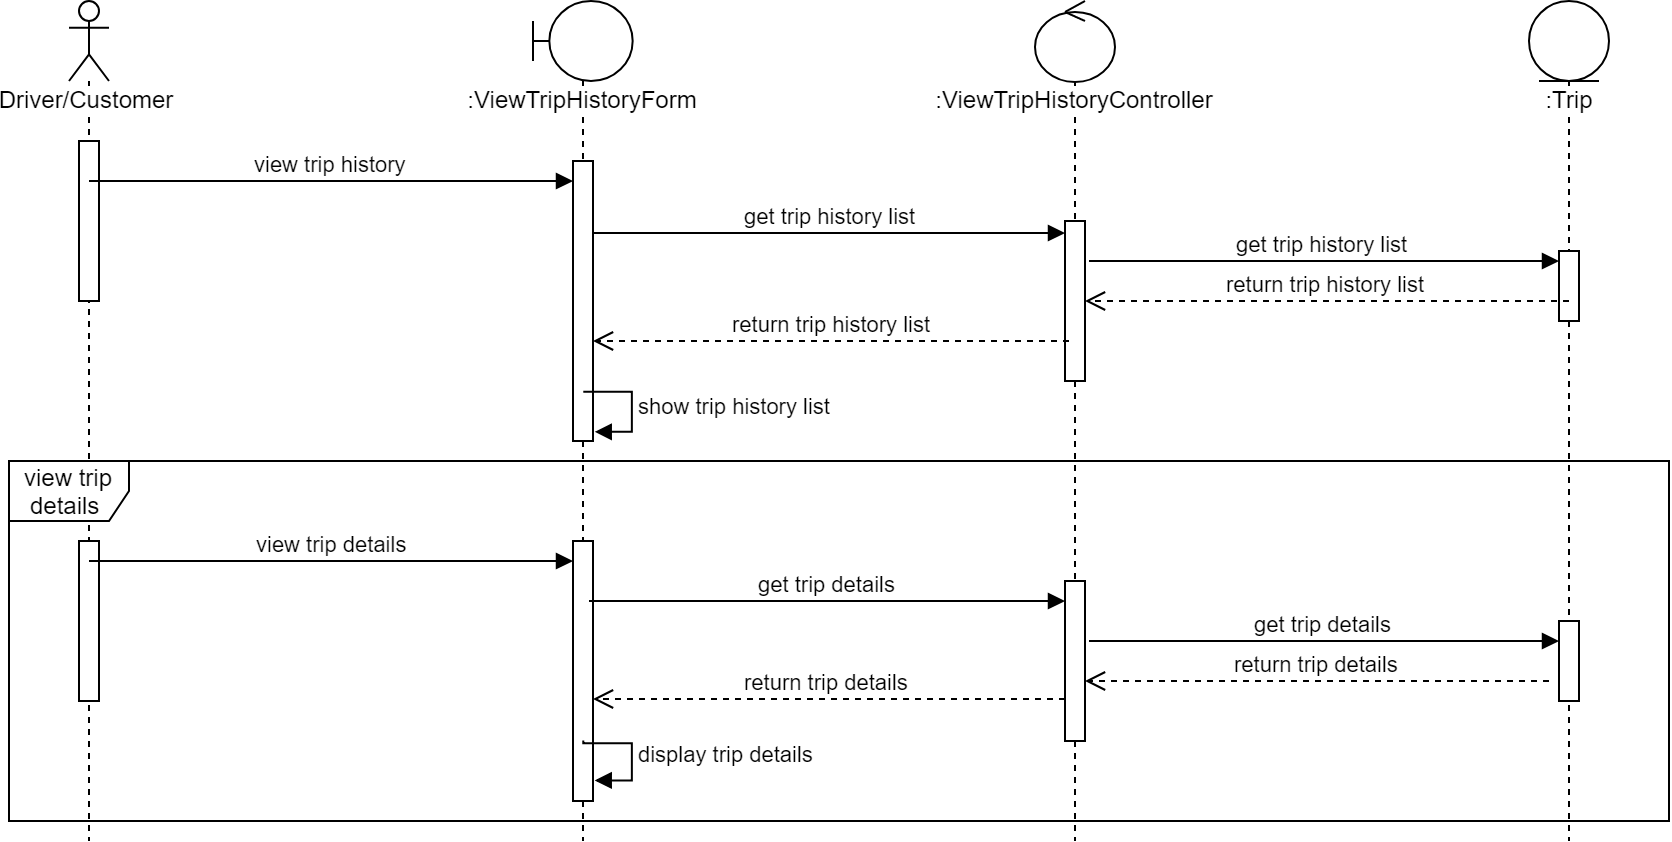 Driver/Customer
:ViewTripHistoryForm
:ViewTripHistoryController
:Trip
view trip history
get trip history list
get trip history list
return trip history list
return trip history list
show trip history list
view trip
details
view trip details
get trip details
get trip details
return trip details
return trip details
display trip details